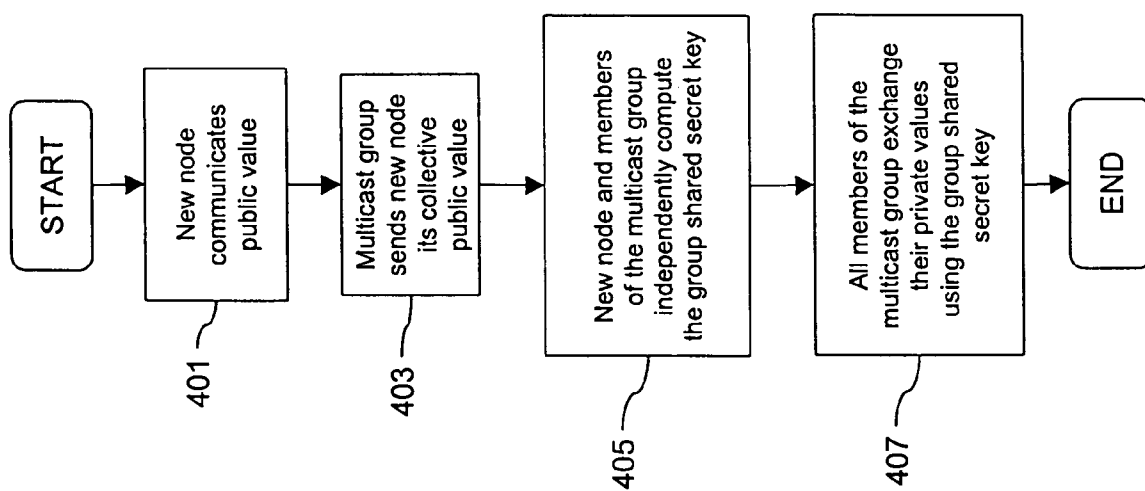 START
New node
communicates
public value
401
Multicast group
sends new node
its collective
public value
403
New node and members
of the multicast group
independently compute
the group shared secret key
405
All members of the
multicast group exchange
their private values
using the group shared
secret key
407
END